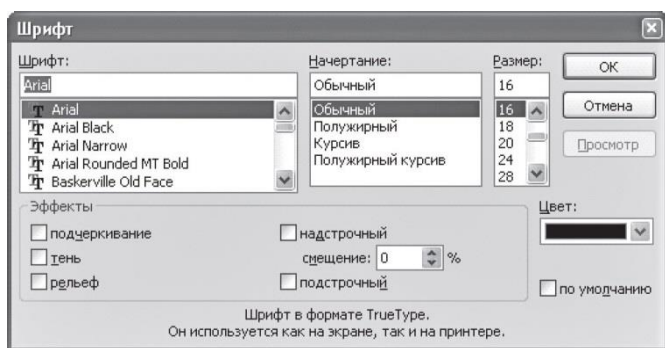 Шрифт
Шрифт:
Arial
Arial
Arial Black
Arial Narrow
Arial Rounded MT Bold
Baskerville Old Face
Начертание:
Обычный
Обычный
Полужирный
Курсив
Полужирный курсив
Размер:
16
16
18
20
24
28
ОК
Отмена
Просмотр
Эффекты
подчеркивание
тень
рельеф
надстрочный
смещение: 0 %
подстрочный
Цвет:
по умолчанию
Шрифт в формате TrueType.
Он используется как на экране, так и на принтере.